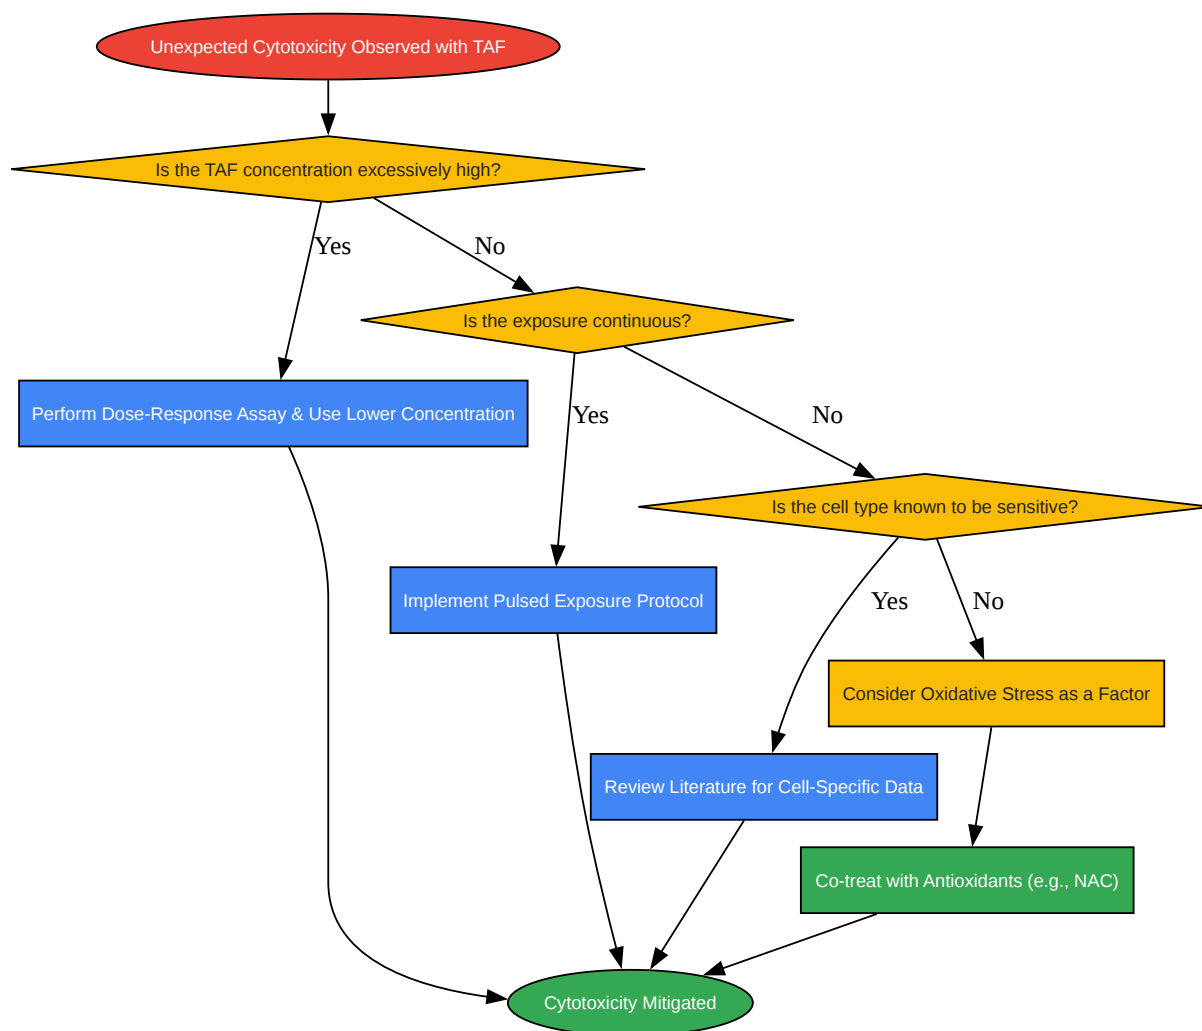 Unexpected Cytotoxicity Observed with TAF
Is the TAF concentration excessively high?
Yes
No
Is the exposure continuous?
Perform Dose-Response Assay & Use Lower Concentration
Yes
No
Is the cell type known to be sensitive?
Implement Pulsed Exposure Protocol
Yes
No
Consider Oxidative Stress as a Factor
Review Literature for Cell-Specific Data
Co-treat with Antioxidants (e.g., NAC)
Cytotoxicity Mitigated